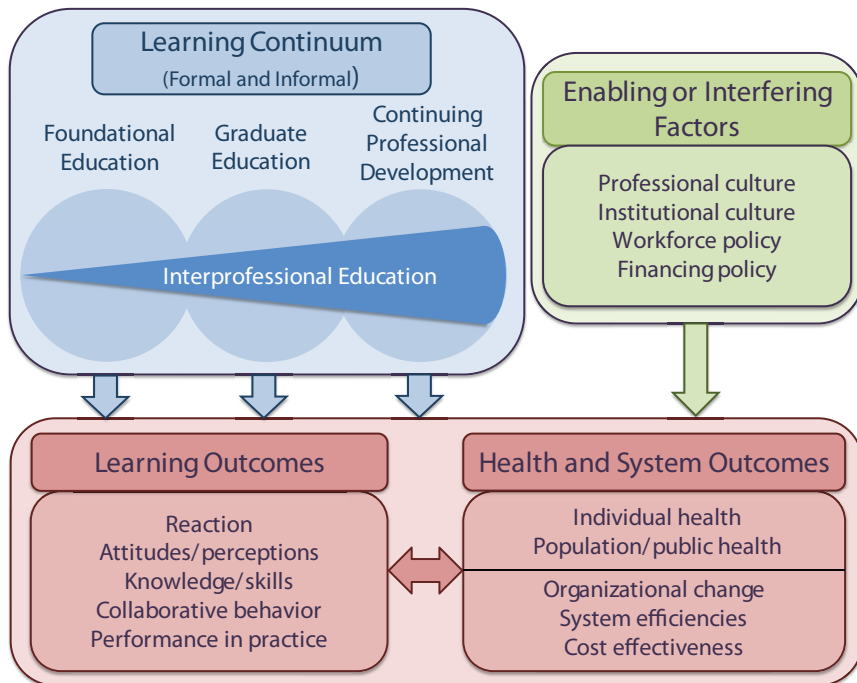 Learning Continuum
(Formal and Informal)
Foundational
Education
Graduate
Education
Continuing
Professional
Development
Interprofessional Education
Enabling or Interfering
Factors
Professional culture
Institutional culture
Workforce policy
Financing policy
Learning Outcomes
Reaction
Attitudes/perceptions
Knowledge/skills
Collaborative behavior
Performance in practice
Health and System Outcomes
Individual health
Population/public health
Organizational change
System efficiencies
Cost effectiveness